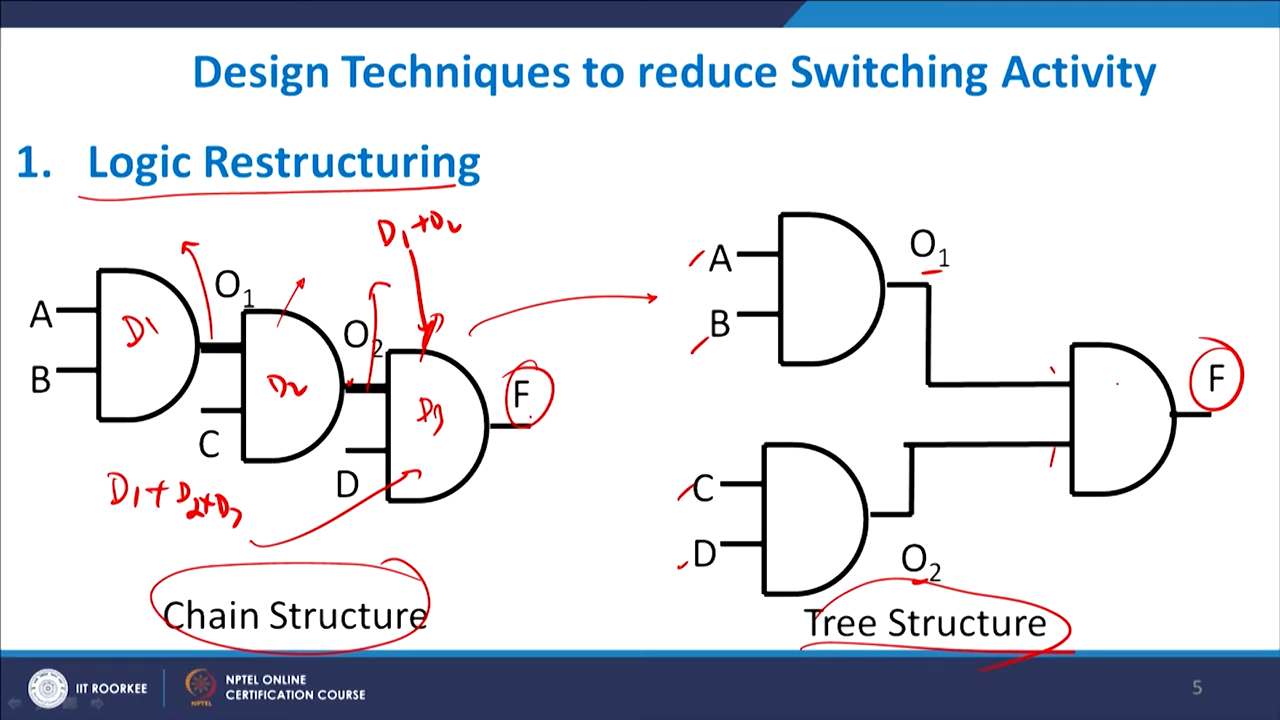 Design Techniques to reduce Switching Activity
1. Logic Restructuring
D1+D2
A
B
D1
O1
C
D2
O2
D
D3
F
D1+D2+D3
Chain Structure
A
B
O1
C
D
O2
F
Tree Structure
IIT ROORKEE
NPTEL ONLINE
CERTIFICATION COURSE
5